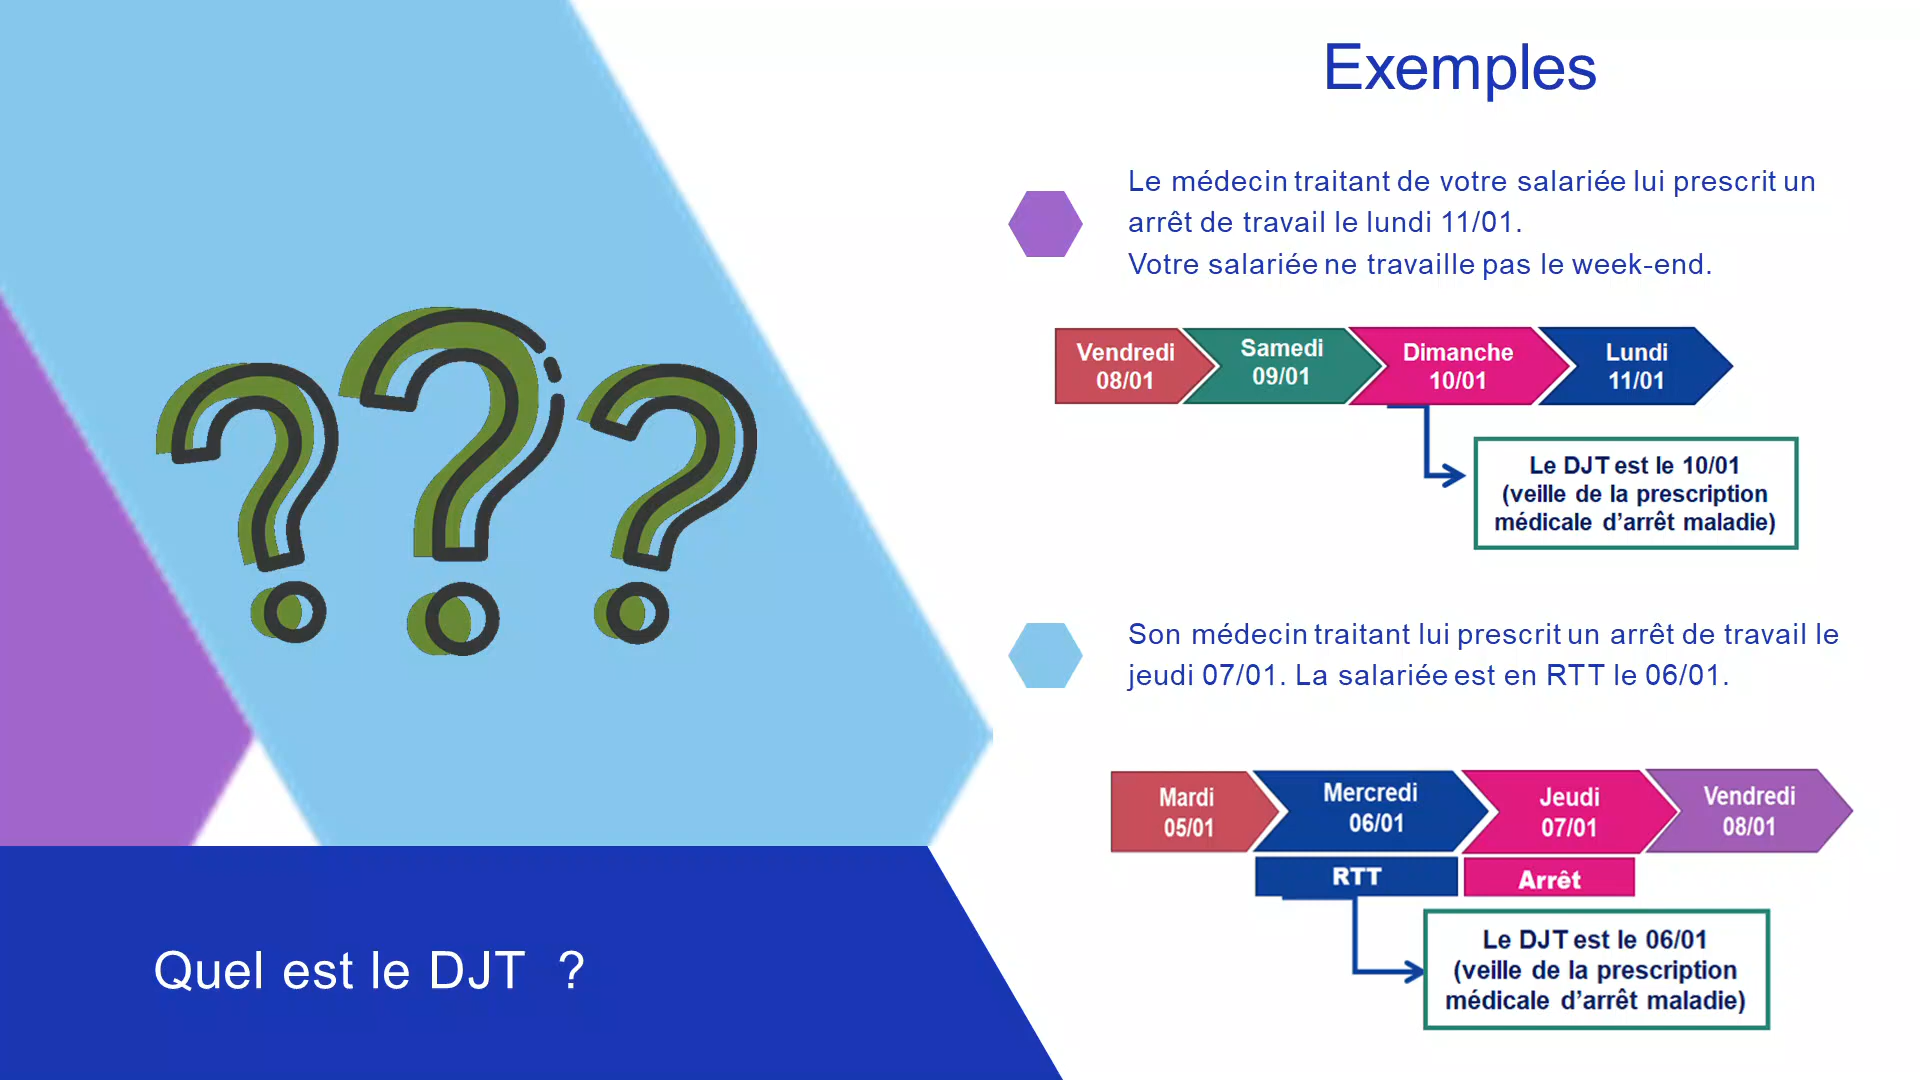 Exemples
Le médecin traitant de votre salariée lui prescrit un
arrêt de travail le lundi 11/01.
Votre salariée ne travaille pas le week-end.
Vendredi
08/01
Samedi
09/01
Dimanche
10/01
Lundi
11/01
Le DJT est le 10/01
(veille de la prescription
médicale d'arrêt maladie)
Son médecin traitant lui prescrit un arrêt de travail le
jeudi 07/01. La salariée est en RTT le 06/01.
Mardi
05/01
Mercredi
06/01
Jeudi
07/01
Vendredi
08/01
RTT
Arrêt
Le DJT est le 06/01
(veille de la prescription
médicale d'arrêt maladie)
Quel est le DJT ?